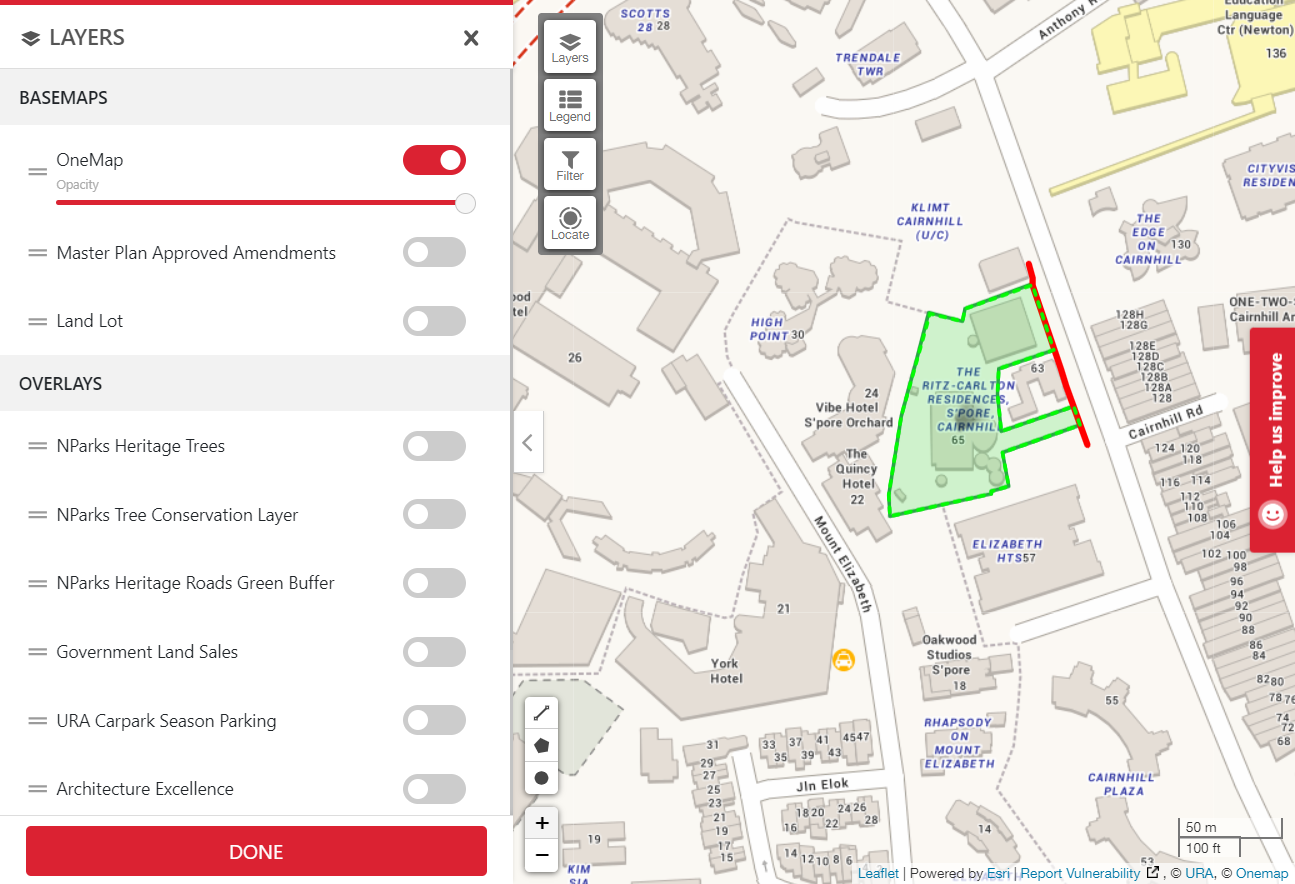 LAYERS
BASEMAPS
OneMap
Opacity
Master Plan Approved Amendments
Land Lot
OVERLAYS
NParks Heritage Trees
NParks Tree Conservation Layer
NParks Heritage Roads Green Buffer
Government Land Sales
URA Carpark Season Parking
Architecture Excellence
DONE
Layers
Legend
Filter
Locate
SCOTTS
28 28
TRENDALE
TWR
Anthony R
Education
Language
Ctr (Newton)
136
CITYVIS
RESIDEN
KLIMT
CAIRNHILL
(U/C)
THE
EDGE
ON
CAIRNHILL
130
ood
tel
HIGH
POINT 30
26
128H
128G
128E
128D
128C
128B
128A
128
ONE-TWO-
Cairnhill Ar
63
THE
RITZ-CARLTON
RESIDENCES,
S'PORE,
CAIRNHIL
65
24
Vibe Hotel
S'pore Orchard
The
Quincy
Hotel
22
Cairnhill Rd
124 120
118
116 114
112
110
108
106
104
102 100
98
96
94
92
90
88
86
84
82 80
78 76
74
72
68
Help us improve
ELIZABETH
HTS 57
Mount Elizabeth
21
York
Hotel
Oakwood
Studios
S'pore
18
55
RHAPSODY
ON
MOUNT
ELIZABETH
CAIRNHILL
PLAZA
33 37 41 45 47
35 39 43
31
29
27
25
23
21
19
17
15
Jln Elok
18 20 24 26
16 22 28
14 12 10 8 6
14
19
KIM
SIA
+
−
50 m
100 ft
Leaflet | Powered by Esri | Report Vulnerability , © URA, © Onemap